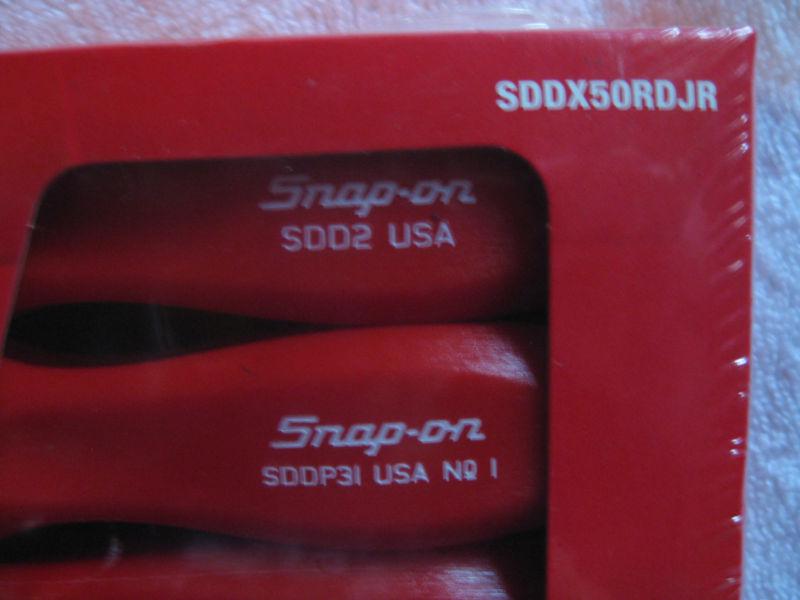 SDDX50RDJR
Snap-on
SDD2 USA
Snap-on
SDDP31 USA № 1